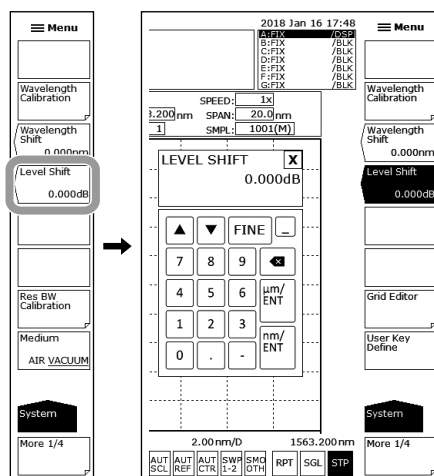 Menu
Wavelength
Calibration
Wavelength
Shift
0.000nm
Level Shift
0.000dB
Res BW
Calibration
Medium
AIR VACUUM
System
More 1/4
2018 Jan 16 17:48
A:FIX /DSP
B:FIX /BLK
C:FIX /BLK
D:FIX /BLK
E:FIX /BLK
F:FIX /BLK
G:FIX /BLK
SPEED: 1x
3.200 nm SPAN: 20.0 nm
1] SMPL: 1001(M)
LEVEL SHIFT X
0.000dB
▲ ▼ FINE _
7 8 9
4 5 6 µm/
ENT
1 2 3
nm/
ENT
0 . -
2.00nm/D 1563.200nm
AUT
SCL
AUT
REF
AUT
CTR
SWP
1-2
SMO
OTH
RPT SGL STP
Menu
Wavelength
Calibration
Wavelength
Shift
0.000nm
Level Shift
0.000dB
Grid Editor
User Key
Define
System
More 1/4